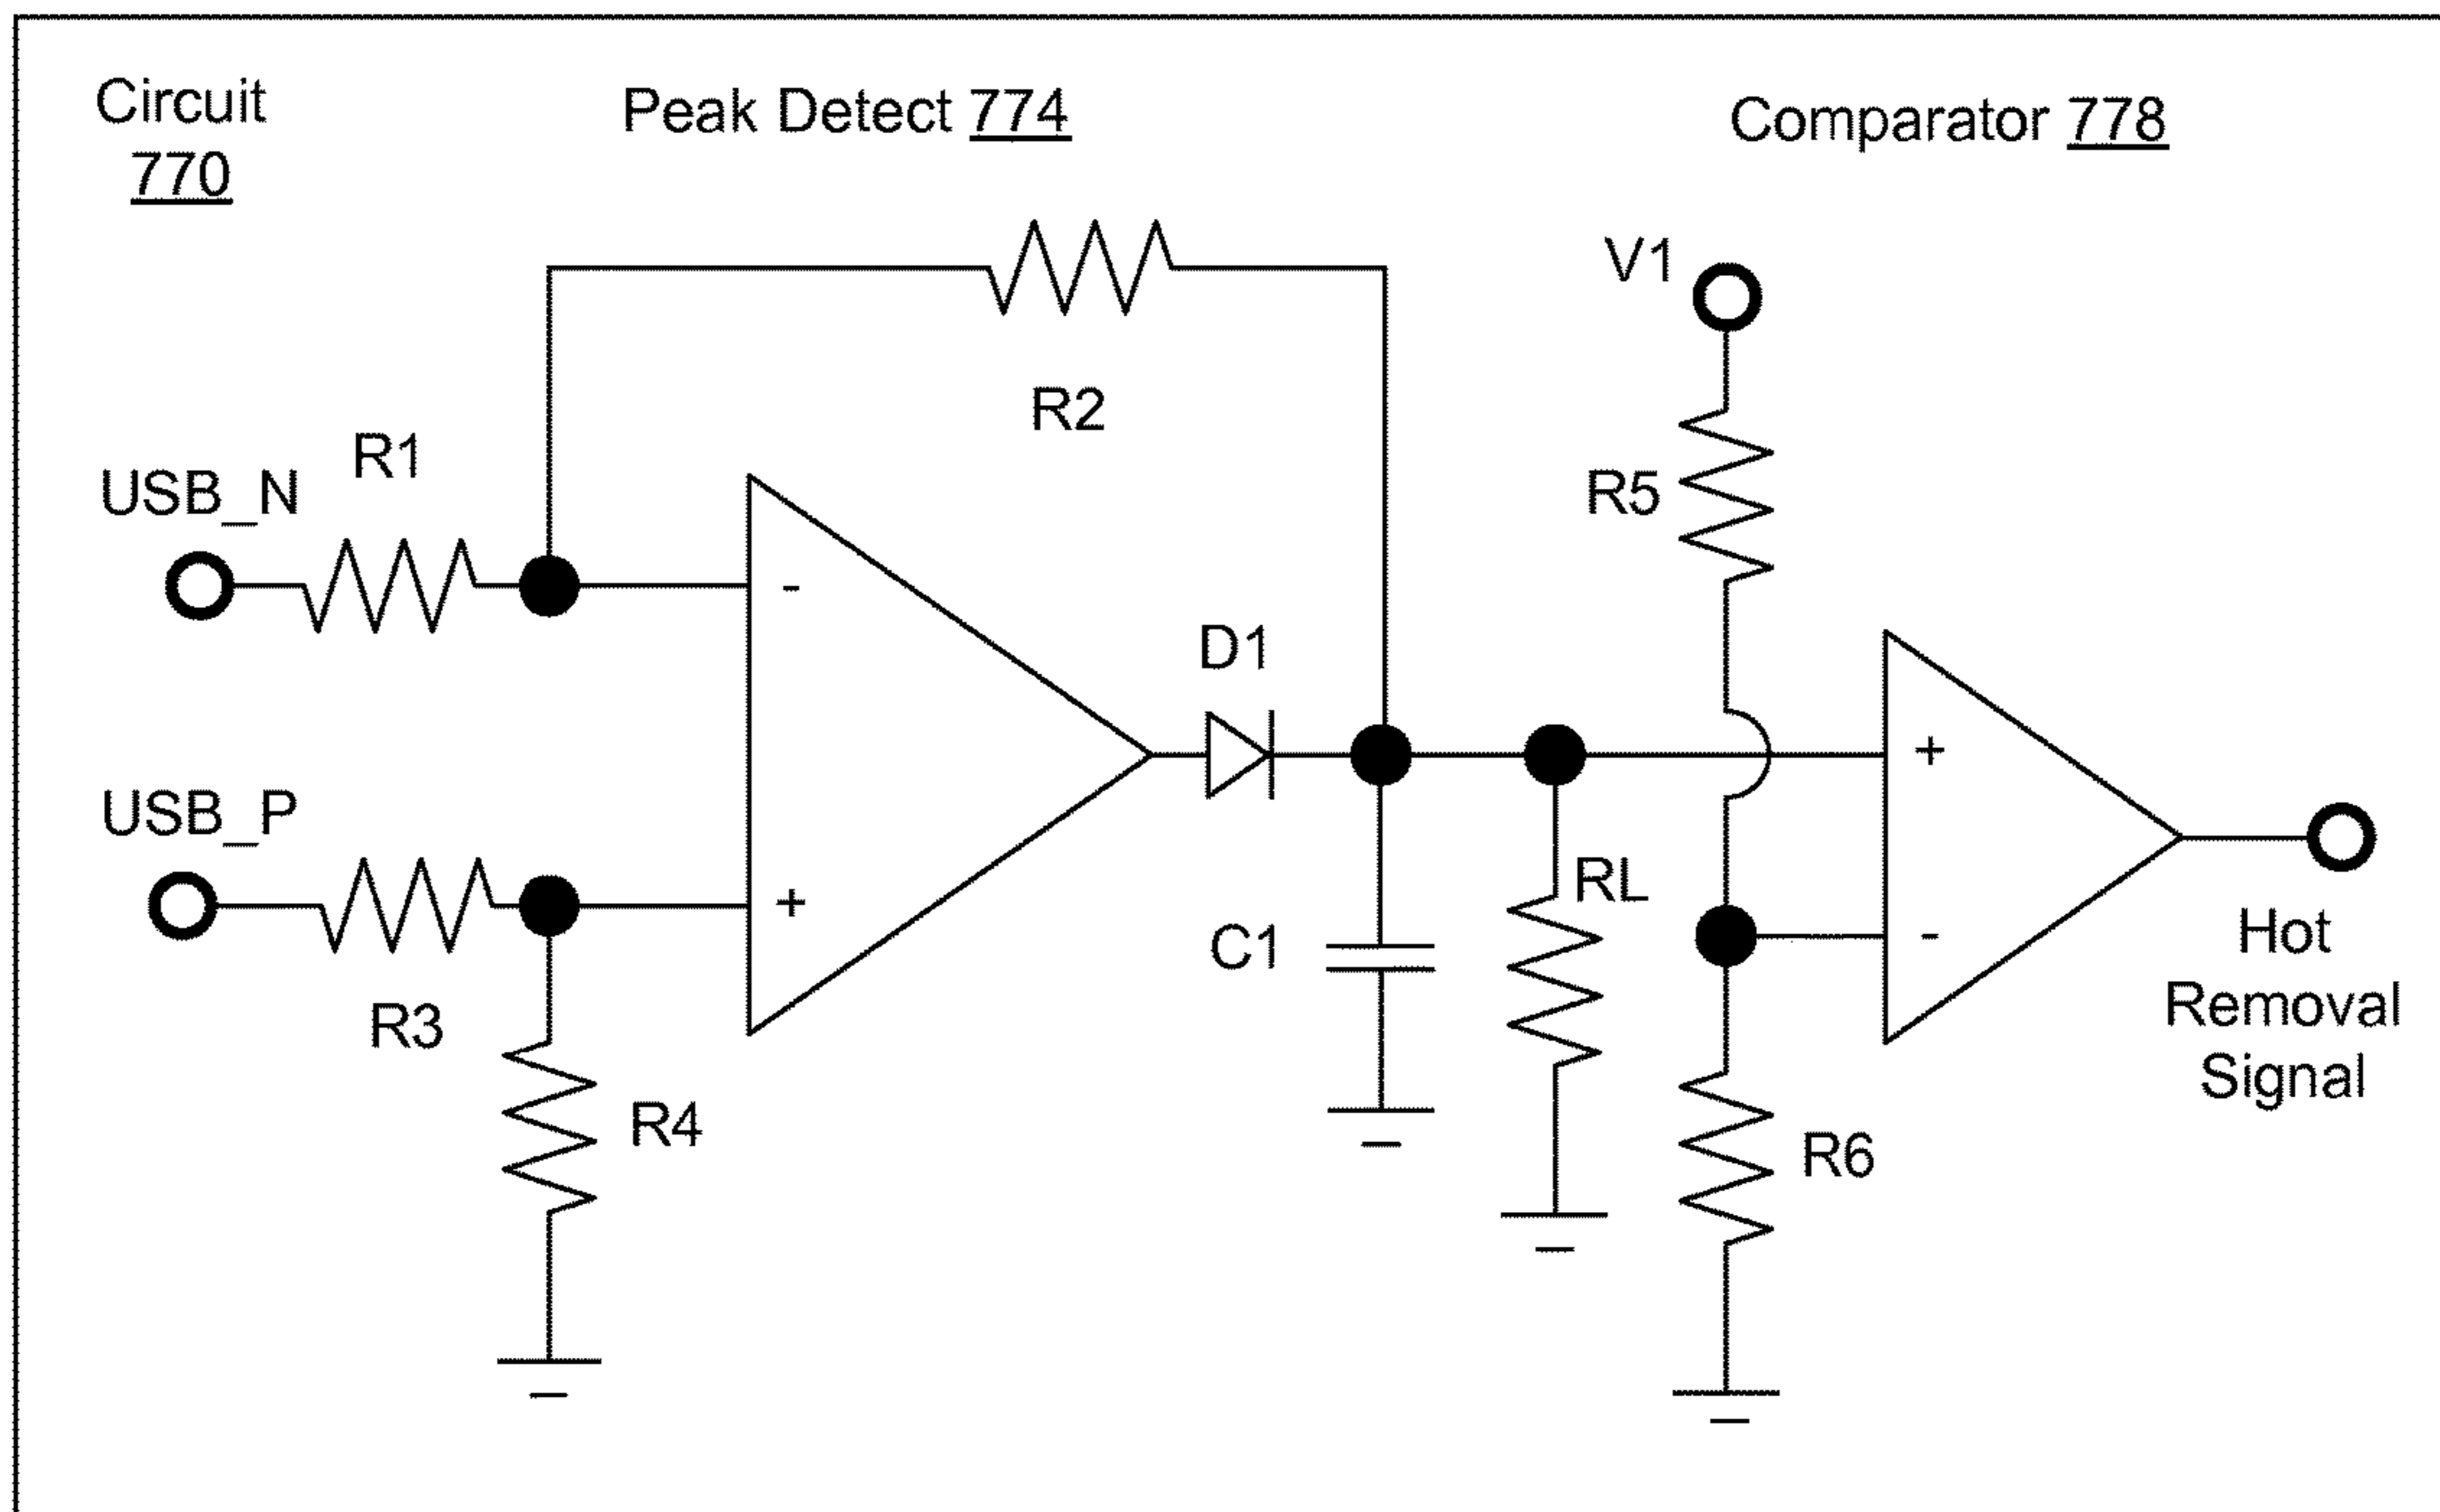 Circuit
770
Peak Detect 774
Comparator 778
V1
R2
R1
USB_N
R5
-
D1
+
USB_P
RL
+
C1
-
Hot
Removal
Signal
R3
R4
R6